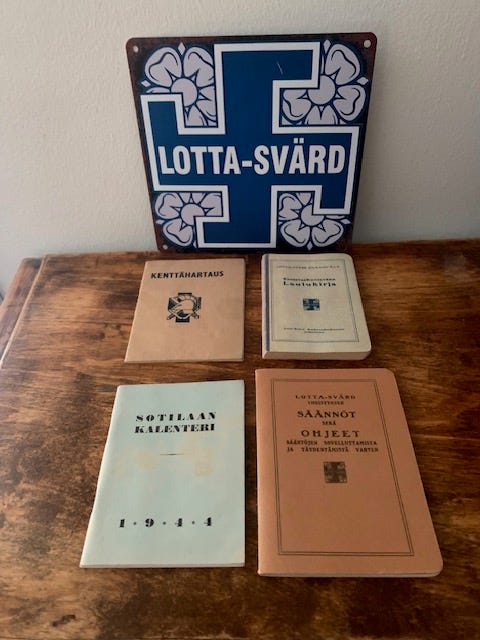 LOTTA-SVÄRD
KENTTÄHARTAUS
Laulukirja
SOTILAAN
KALENTERI
1 · 9 · 4 · 4
LOTTA-SVÄRD
YHDISTYKSEN
SÄÄNNÖT
SEKÄ
OHJEET
SÄÄNTÖJEN SOVELLUTTAMISTA
JA TÄYDENTÄMISTÄ VARTEN